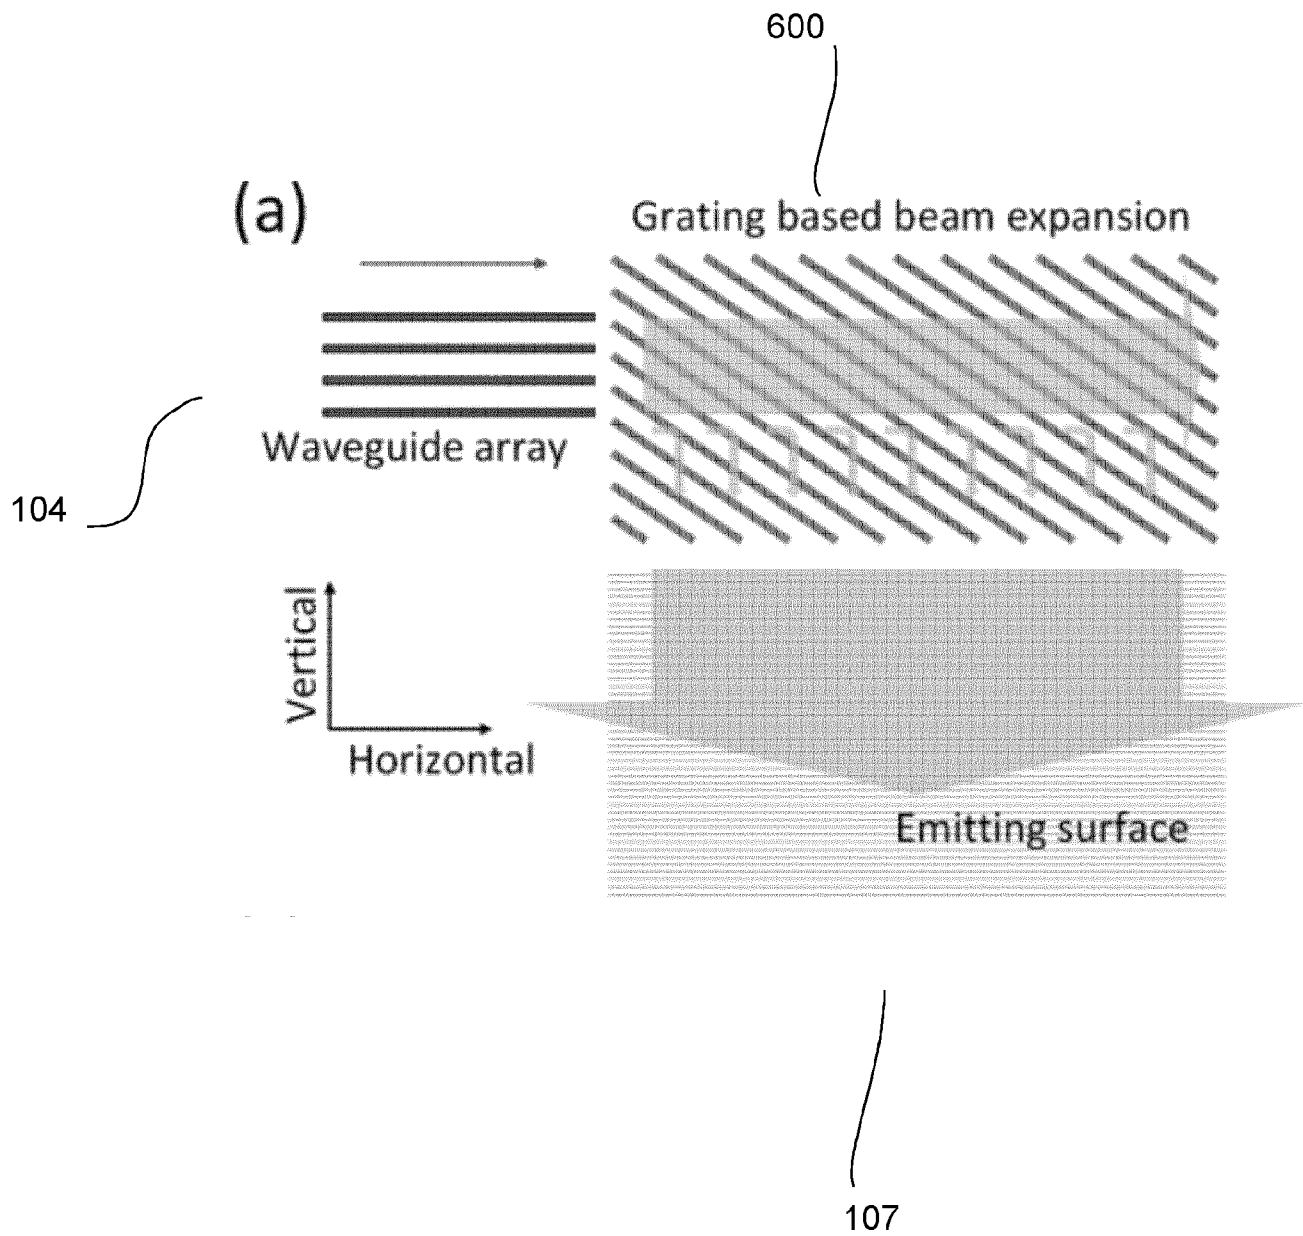 600
(a)
Grating based beam expansion
Waveguide array
104
Vertical
Horizontal
Emitting surface
107